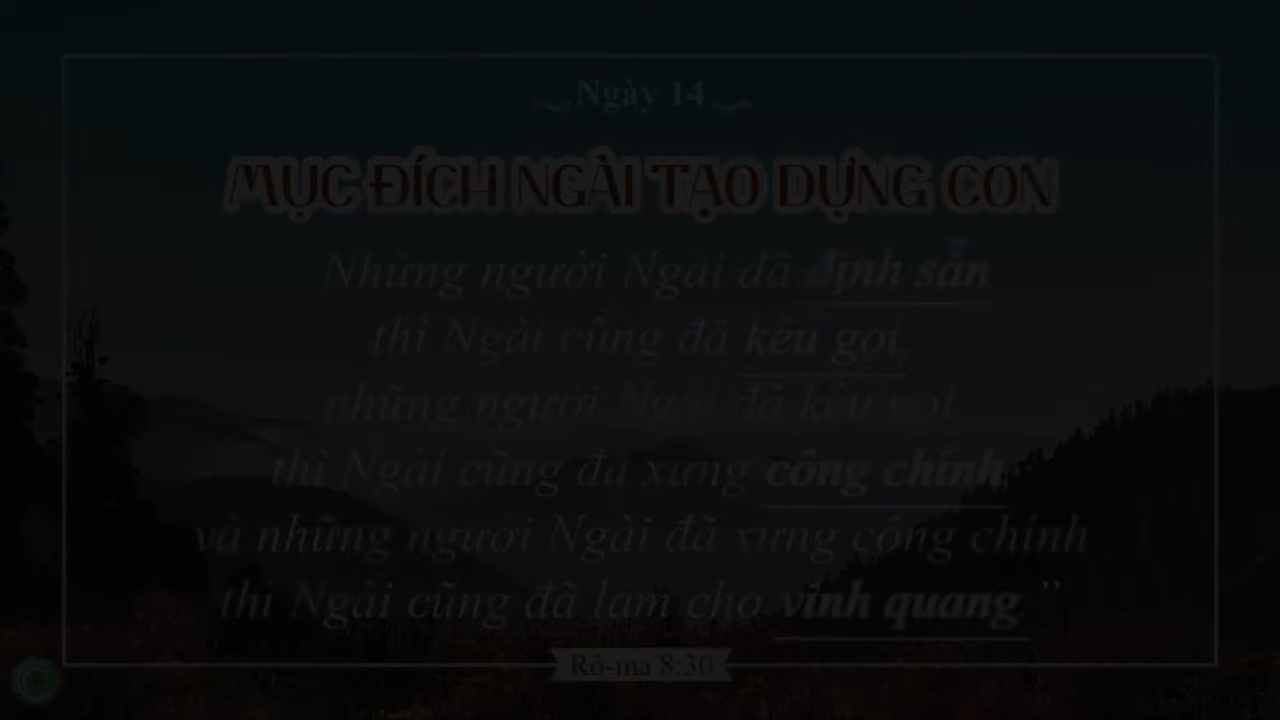 Ngày 14
MỤC ĐÍCH NGÀI TẠO DỰNG CON
Những người Ngài đã định sẵn
thì Ngài cũng đã kêu gọi,
những người Ngài đã kêu gọi
thì Ngài cũng đã xưng công chính,
và những người Ngài đã xưng công chính
thì Ngài cũng đã làm cho vinh quang.”
Rô-ma 8:30